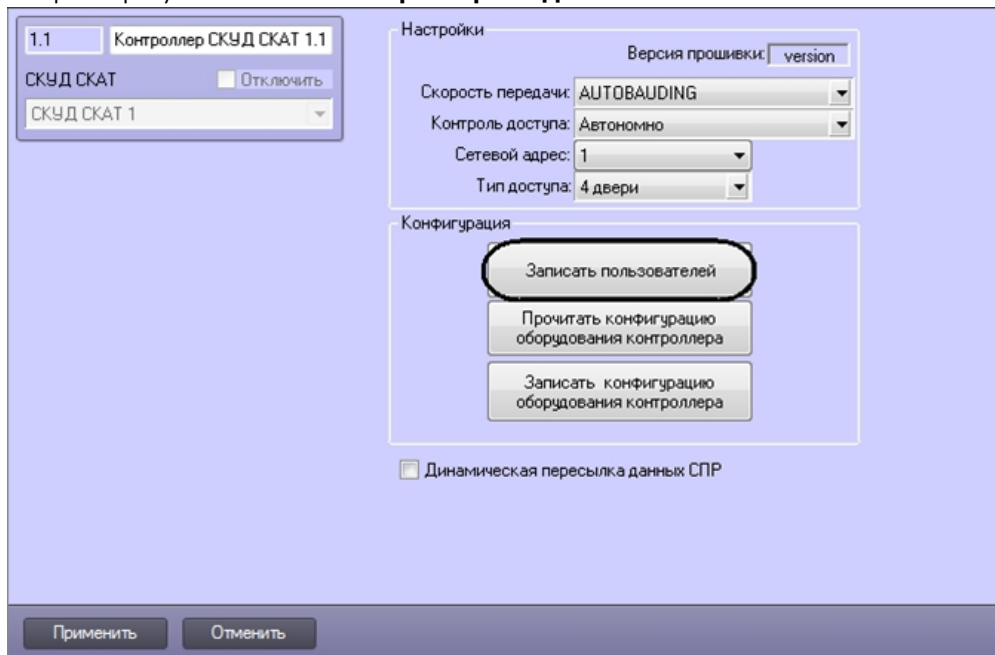 1.1 Контроллер СКУД СКАТ 1.1
СКУД СКАТ Отключить
СКУД СКАТ 1
Настройки
Версия прошивки: version
Скорость передачи: AUTOBAUDING
Контроль доступа: Автономно
Сетевой адрес: 1
Тип доступа: 4 двери
Конфигурация
Записать пользователей
Прочитать конфигурацию
оборудования контроллера
Записать конфигурацию
оборудования контроллера
Динамическая пересылка данных СПР
Применить Отменить